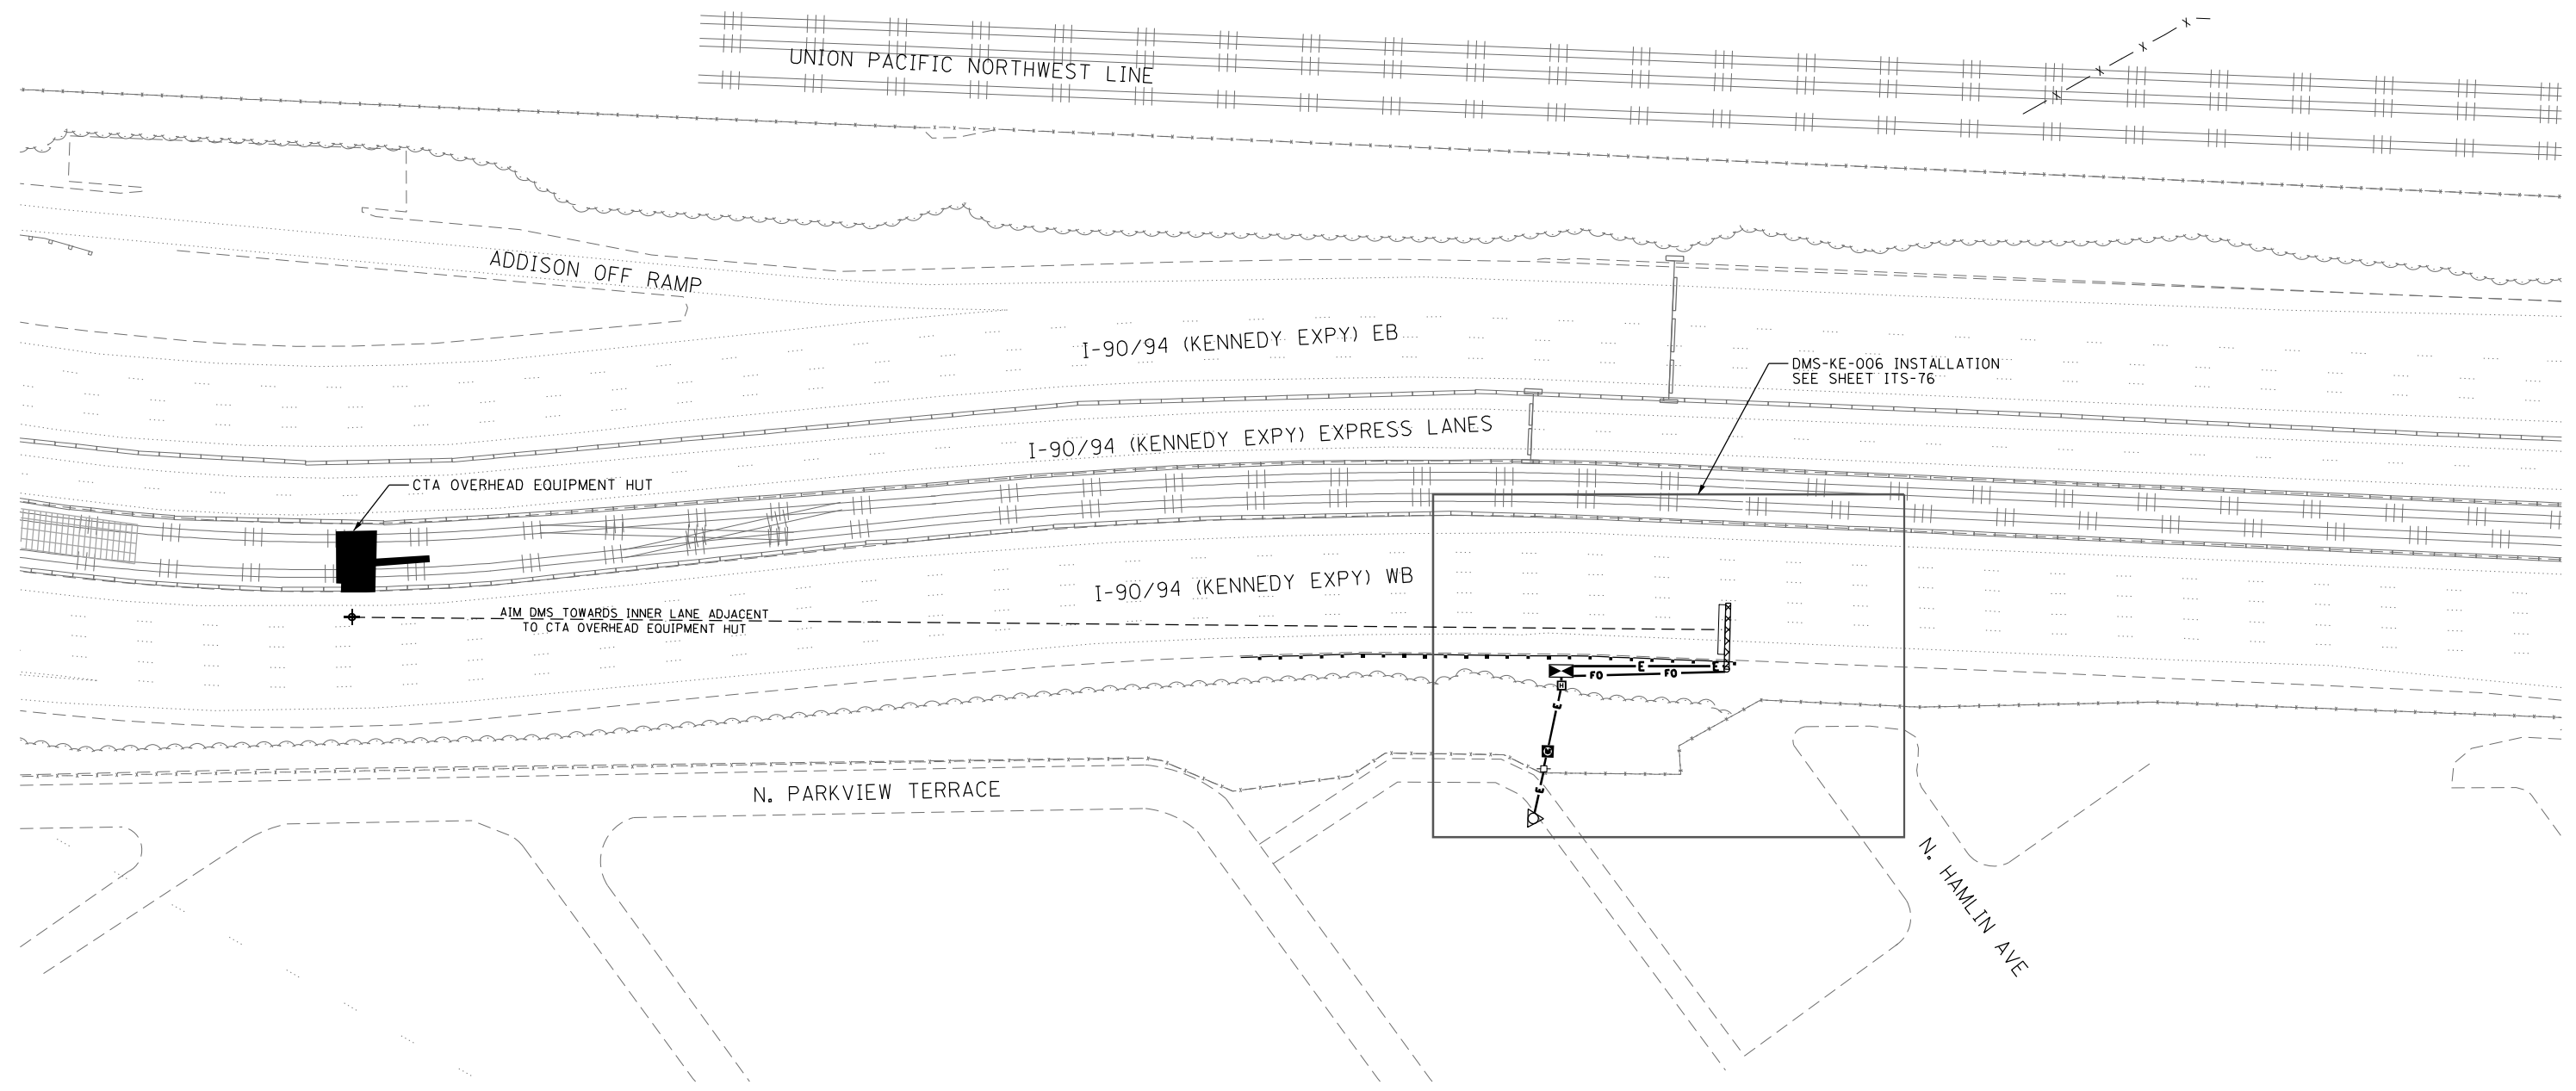 UNION PACIFIC NORTHWEST LINE
ADDISON OFF RAMP
I-90/94 (KENNEDY EXPY) EB
DMS-KE-006 INSTALLATION
SEE SHEET ITS-76
I-90/94 (KENNEDY EXPY) EXPRESS LANES
CTA OVERHEAD EQUIPMENT HUT
I-90/94 (KENNEDY EXPY) WB
AIM DMS TOWARDS INNER LANE ADJACENT
TO CTA OVERHEAD EQUIPMENT HUT
E E
FO FO
H
E
M
E
N. PARKVIEW TERRACE
N. HAMLIN AVE